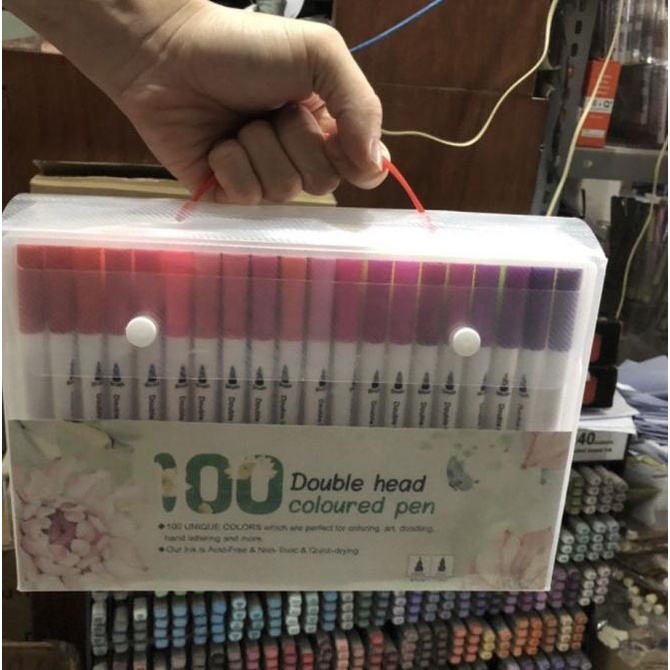 100 Double head
coloured pen
100 UNIQUE COLORS which are perfect for coloring, art, doodling,
hand lettering and more.
Our Ink is Acid-Free & Non-Toxic & Quick-drying
40